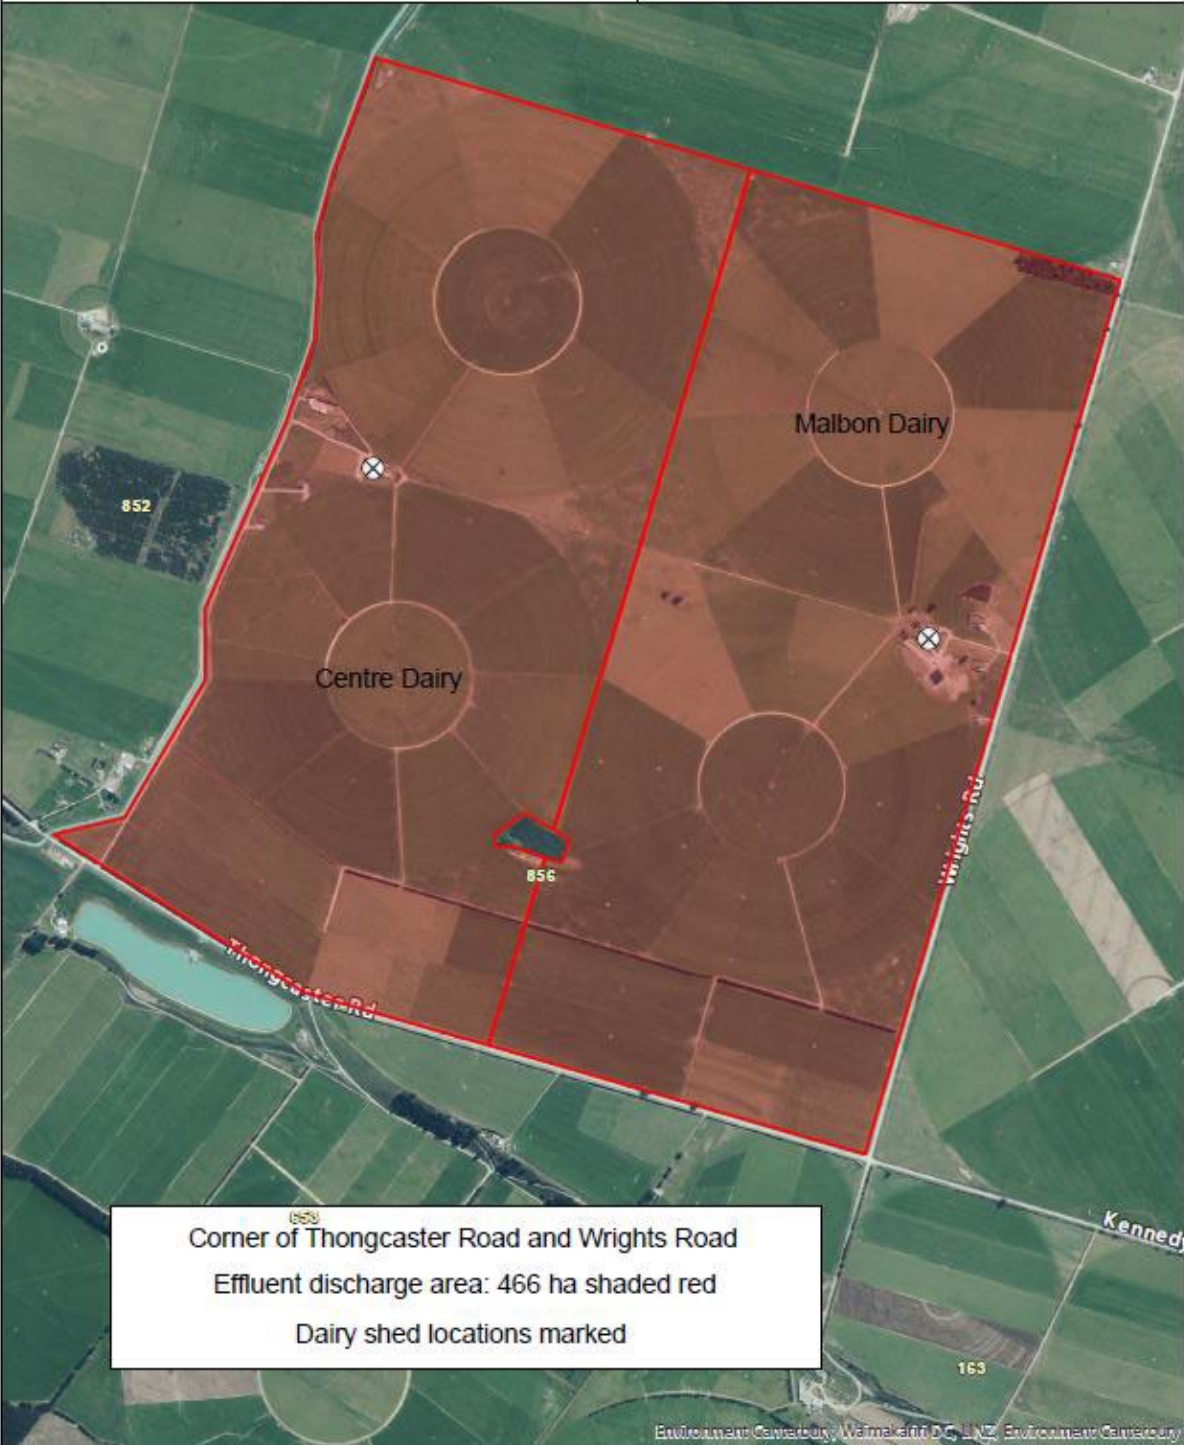 Malbon Dairy
852
Centre Dairy
Wrights Rd
856
Thongcaster Rd
653
Corner of Thongcaster Road and Wrights Road
Effluent discharge area: 466 ha shaded red
Dairy shed locations marked
Kennedy
163
Environment Canterbury, Waimakariri DC, LINZ, Environment Canterbury